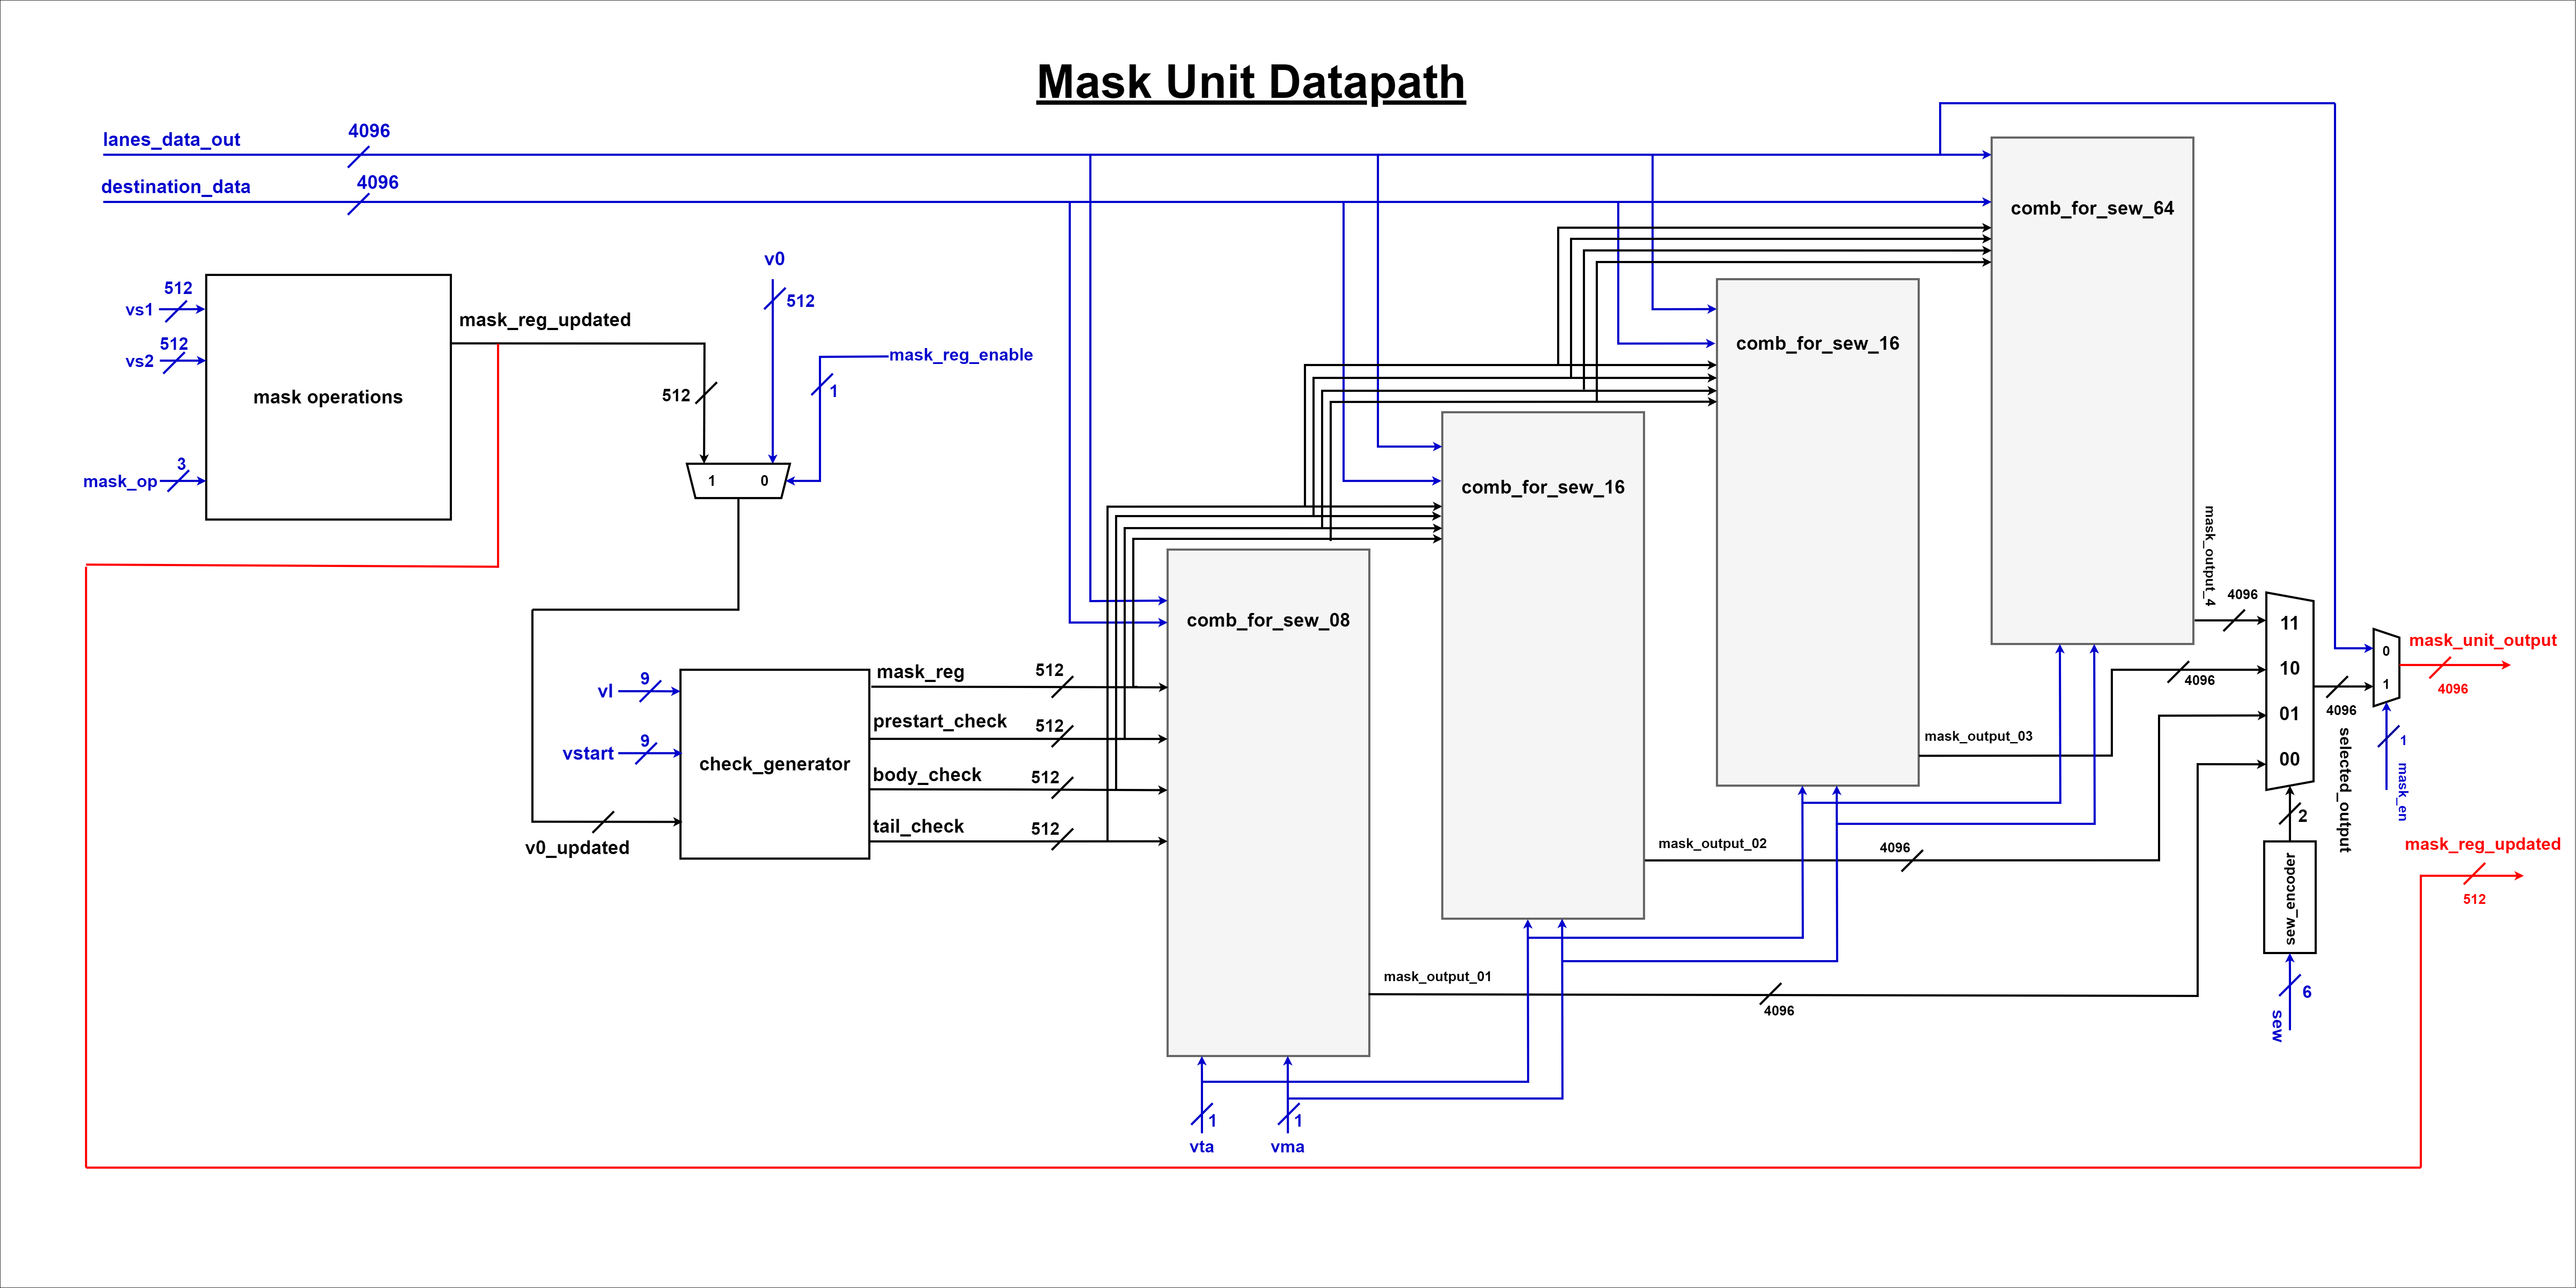 Mask Unit Datapath
lanes_data_out
4096
destination_data
4096
vs1
512
vs2
512
mask_op
3
mask operations
mask_reg_updated
512
v0
512
mask_reg_enable
1
1
0
v0_updated
vl
9
vstart
9
check_generator
mask_reg
512
prestart_check
512
body_check
512
tail_check
512
comb_for_sew_08
comb_for_sew_16
comb_for_sew_16
comb_for_sew_64
vta
1
vma
1
mask_output_01
4096
mask_output_02
4096
mask_output_03
4096
mask_output_4
4096
11
10
01
00
2
sew_encoder
6
sew
4096
selected_output
0
1
1
mask_en
mask_unit_output
4096
mask_reg_updated
512